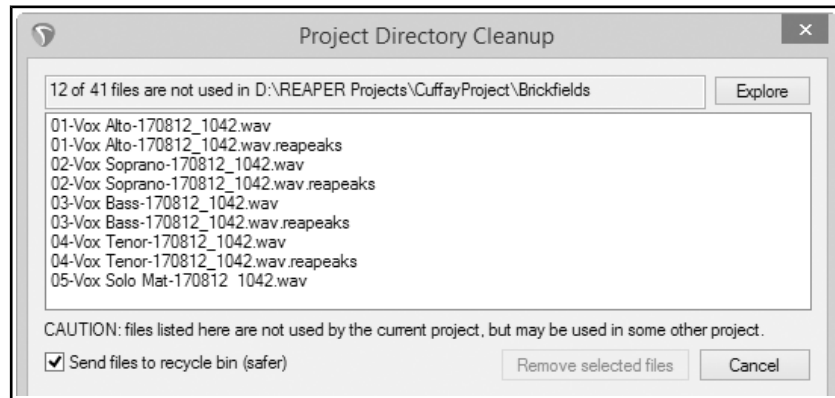 Project Directory Cleanup
12 of 41 files are not used in D:\REAPER Projects\CuffayProject\Brickfields
Explore
01-Vox Alto-170812_1042.wav
01-Vox Alto-170812_1042.wav.reapeaks
02-Vox Soprano-170812_1042.wav
02-Vox Soprano-170812_1042.wav.reapeaks
03-Vox Bass-170812_1042.wav
03-Vox Bass-170812_1042.wav.reapeaks
04-Vox Tenor-170812_1042.wav
04-Vox Tenor-170812_1042.wav.reapeaks
05-Vox Solo Mat-170812 1042.wav
CAUTION: files listed here are not used by the current project, but may be used in some other project.
Send files to recycle bin (safer)
Remove selected files
Cancel